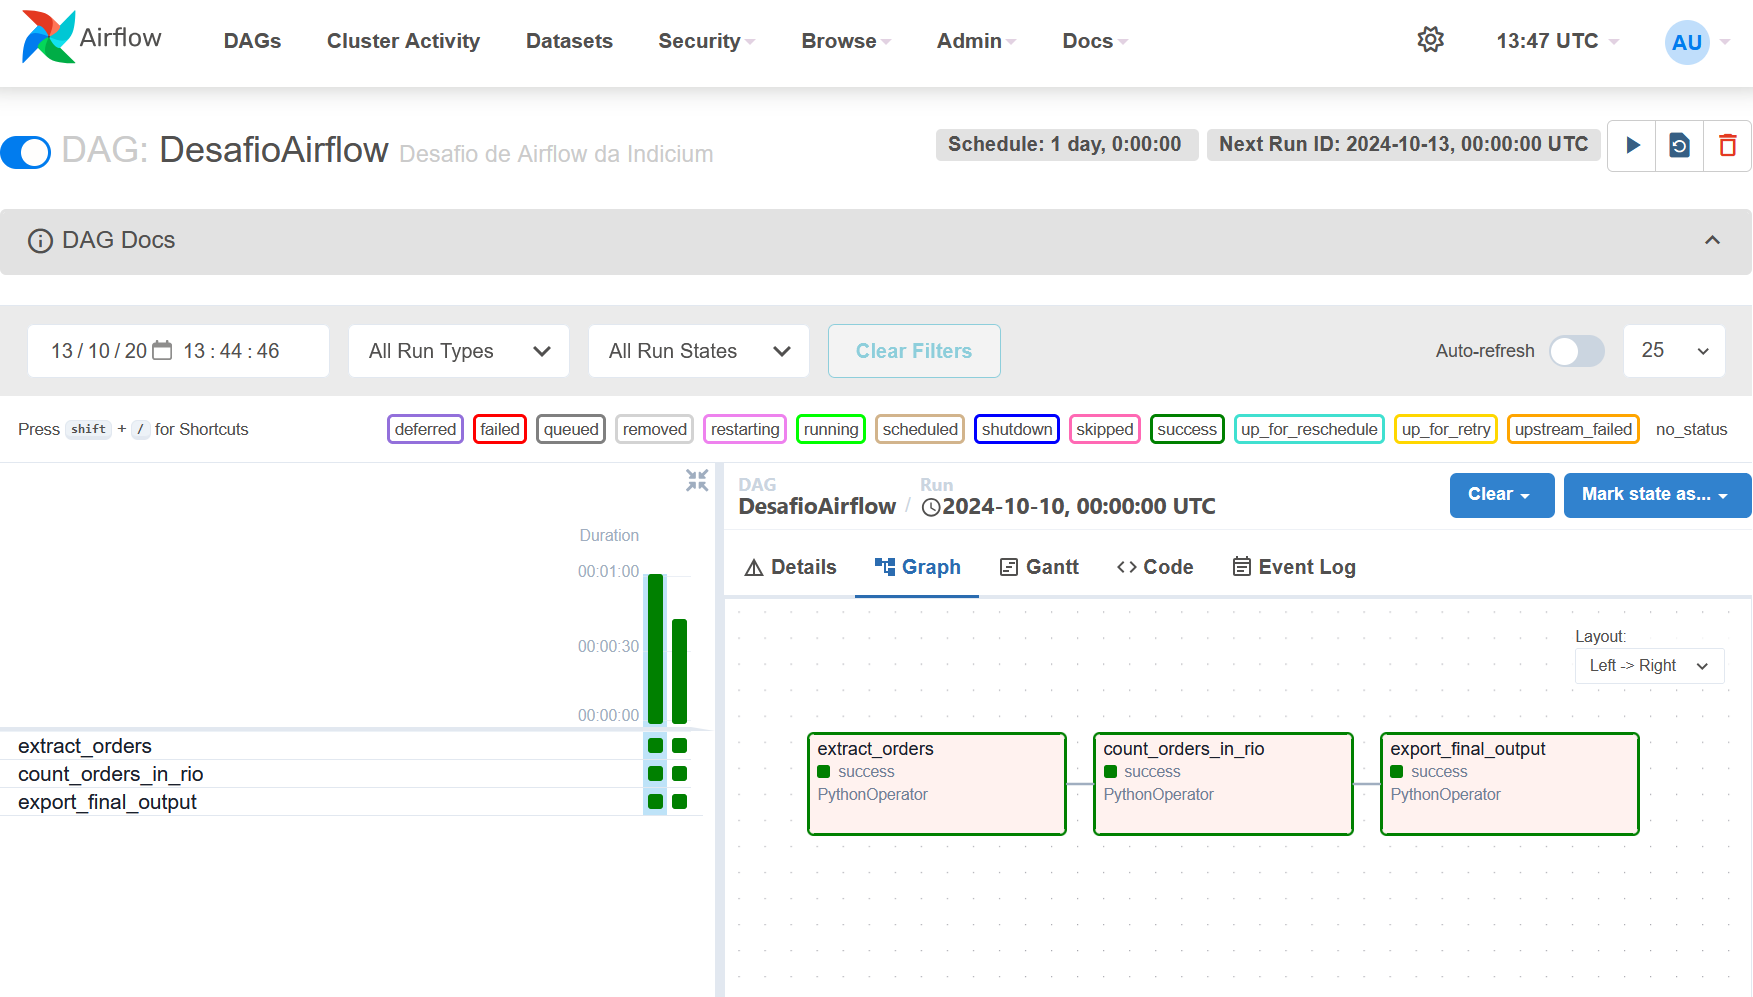 Airflow DAGs Cluster Activity Datasets Security Browse Admin Docs 13:47 UTC AU
DAG: DesafioAirflow Desafio de Airflow da Indicium Schedule: 1 day, 0:00:00 Next Run ID: 2024-10-13, 00:00:00 UTC
DAG Docs
13/10/20 13:44:46 All Run Types All Run States Clear Filters Auto-refresh 25
Press shift + / for Shortcuts deferred failed queued removed restarting running scheduled shutdown skipped success up_for_reschedule up_for_retry upstream_failed no_status
Duration
00:01:00
00:00:30
00:00:00
extract_orders
count_orders_in_rio
export_final_output
DAG Run
DesafioAirflow / 2024-10-10, 00:00:00 UTC Clear Mark state as...
Details Graph Gantt Code Event Log
Layout:
Left -> Right
extract_orders
success
PythonOperator
count_orders_in_rio
success
PythonOperator
export_final_output
success
PythonOperator